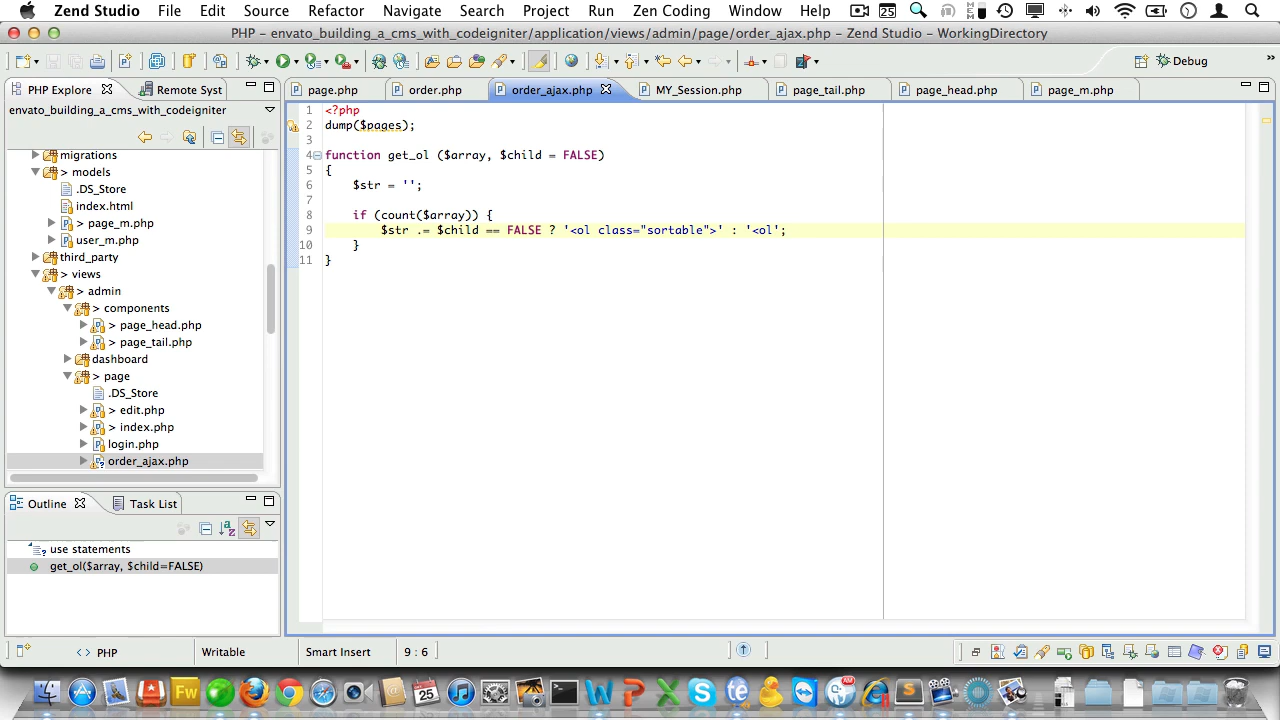 Zend Studio File Edit Source Refactor Navigate Search Project Run Zen Coding Window Help
PHP – envato_building_a_cms_with_codeigniter/application/views/admin/page/order_ajax.php – Zend Studio – WorkingDirectory
Debug
PHP Explore
Remote Syst
page.php
order.php
order_ajax.php
MY_Session.php
page_tail.php
page_head.php
page_m.php
envato_building_a_cms_with_codeigniter
migrations
> models
.DS_Store
index.html
> page_m.php
user_m.php
third_party
> views
> admin
> components
> page_head.php
> page_tail.php
dashboard
> page
.DS_Store
> edit.php
> index.php
login.php
order_ajax.php
1 <?php
2 dump($pages);
3
4 function get_ol ($array, $child = FALSE)
5 {
6 $str = '';
7
8 if (count($array)) {
9 $str .= $child == FALSE ? '<ol class="sortable">' : '<ol';
10 }
11 }
Outline
Task List
use statements
get_ol($array, $child=FALSE)
<> PHP
Writable
Smart Insert
9 : 6